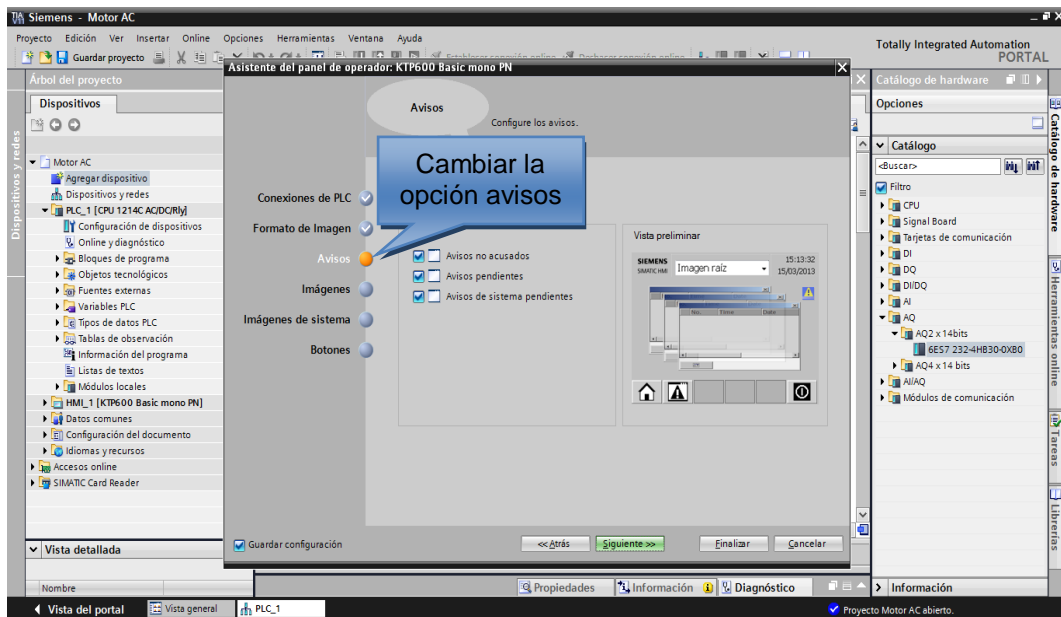 Siemens - Motor AC
Proyecto Edición Ver Insertar Online Opciones Herramientas Ventana Ayuda
Guardar proyecto
Totally Integrated Automation
PORTAL
Árbol del proyecto
Dispositivos
Dispositivos y redes
Motor AC
Agregar dispositivo
Dispositivos y redes
PLC_1 [CPU 1214C AC/DC/Rly]
Configuración de dispositivos
Online y diagnóstico
Bloques de programa
Objetos tecnológicos
Fuentes externas
Variables PLC
Tipos de datos PLC
Tablas de observación
Información del programa
Listas de textos
Módulos locales
HMI_1 [KTP600 Basic mono PN]
Datos comunes
Configuración del documento
Idiomas y recursos
Accesos online
SIMATIC Card Reader
Vista detallada
Nombre
Asistente del panel de operador: KTP600 Basic mono PN
Avisos
Configure los avisos.
Cambiar la
opción avisos
Conexiones de PLC
Formato de Imagen
Avisos
Imágenes
Imágenes de sistema
Botones
Avisos no acusados
Avisos pendientes
Avisos de sistema pendientes
Vista preliminar
SIEMENS
SIMATIC HMI
Imagen raíz
15:13:32
15/03/2013
No. Time Date
Guardar configuración
<< Atrás
Siguiente >>
Finalizar
Cancelar
Propiedades
Información
Diagnóstico
Catálogo de hardware
Opciones
Catálogo
<Buscar>
Filtro
CPU
Signal Board
Tarjetas de comunicación
DI
DQ
DI/DQ
AI
AQ
AQ2 x 14bits
6ES7 232-4HB30-0XB0
AQ4 x 14 bits
AI/AQ
Módulos de comunicación
Información
Catálogo de hardware
Herramientas online
Tareas
Librerías
Vista del portal
Vista general
PLC_1
Proyecto Motor AC abierto.